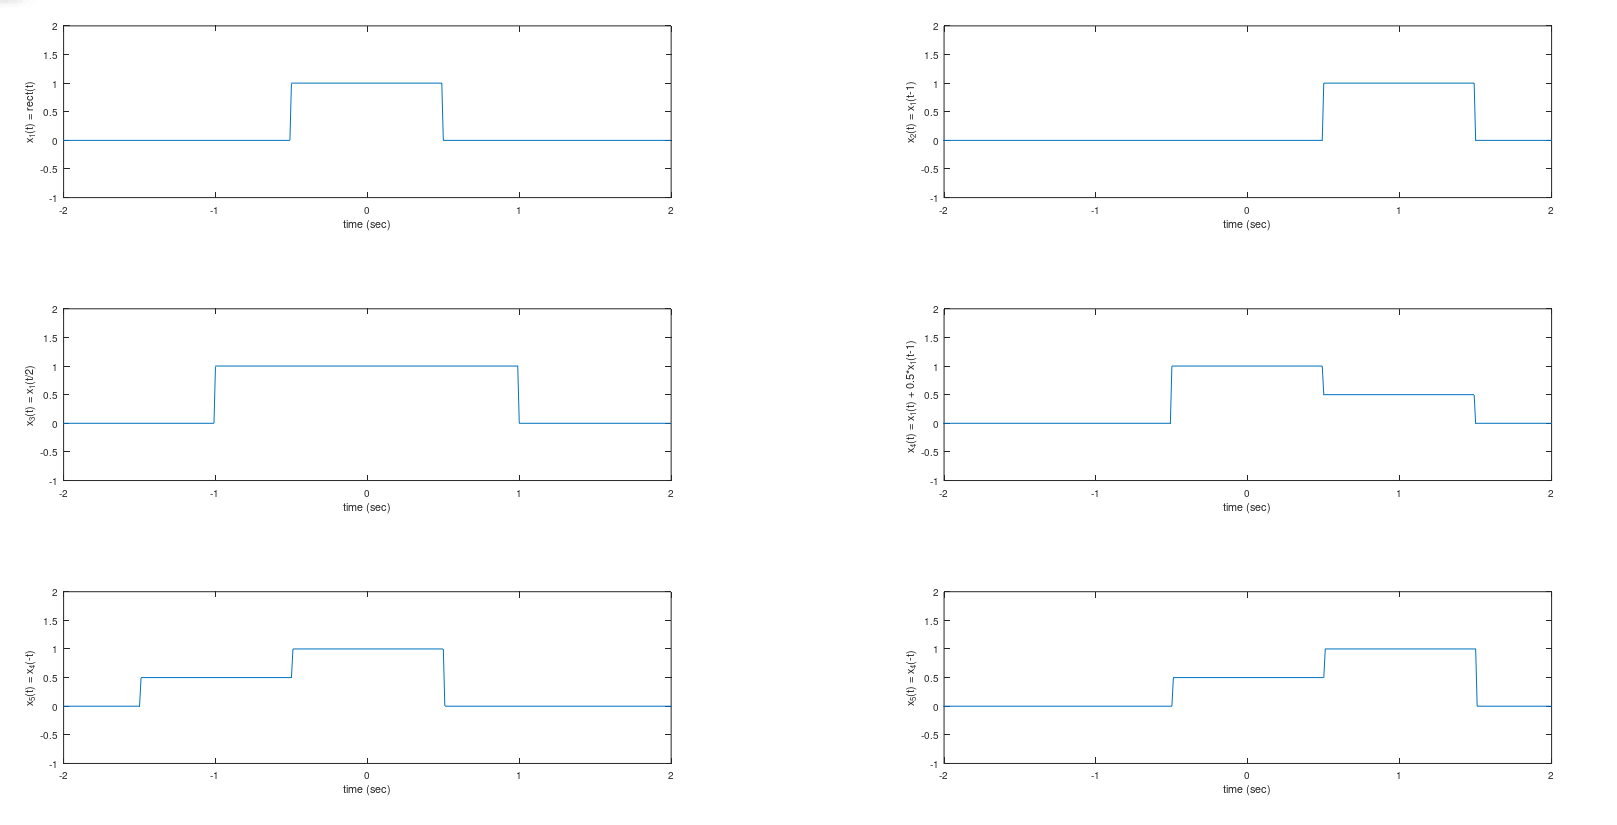 2
1.5
1
0.5
0
-0.5
-1
x1(t) = rect(t)
-2 -1 0 1 2
time (sec)
2
1.5
1
0.5
0
-0.5
-1
x2(t) = x1(t-1)
-2 -1 0 1 2
time (sec)
2
1.5
1
0.5
0
-0.5
-1
x3(t) = x1(t/2)
-2 -1 0 1 2
time (sec)
2
1.5
1
0.5
0
-0.5
-1
x4(t) = x1(t) + 0.5*x1(t-1)
-2 -1 0 1 2
time (sec)
2
1.5
1
0.5
0
-0.5
-1
x5(t) = x4(-t)
-2 -1 0 1 2
time (sec)
2
1.5
1
0.5
0
-0.5
-1
x5(t) = x4(-t)
-2 -1 0 1 2
time (sec)